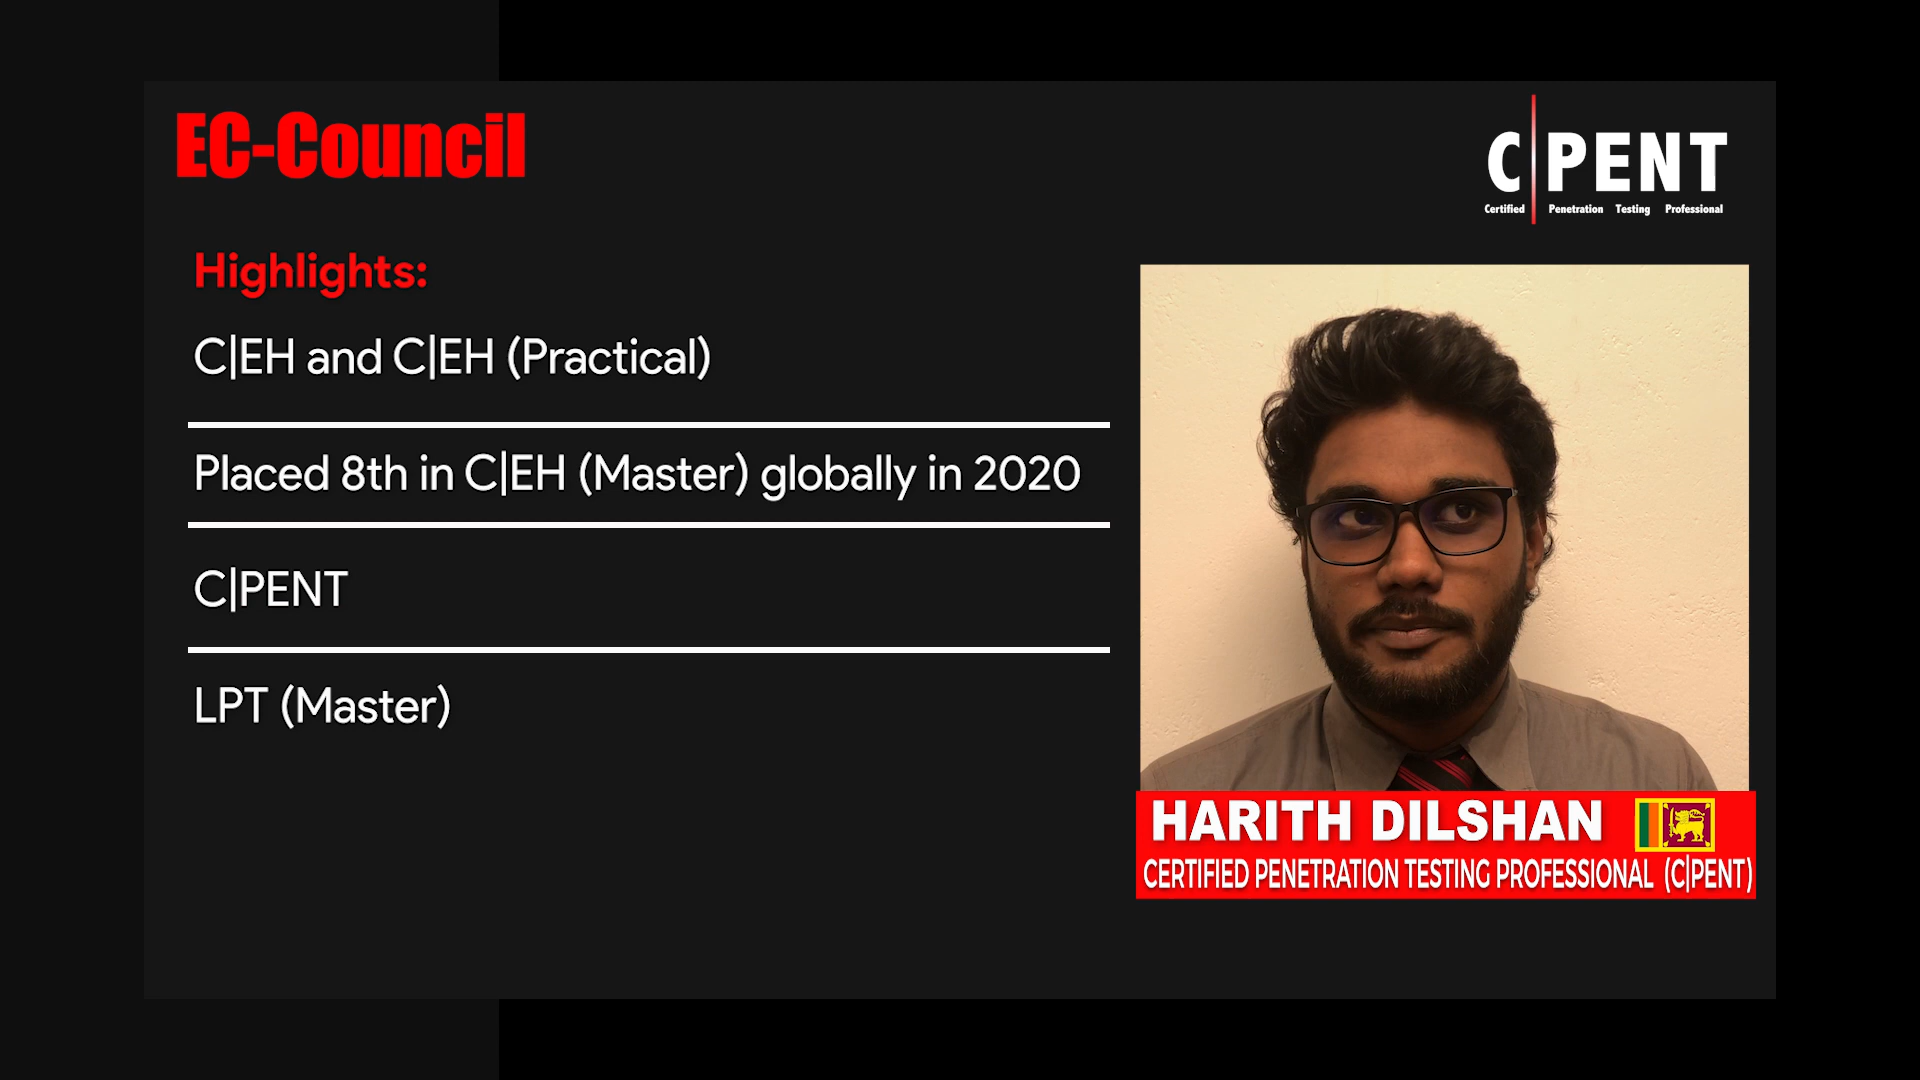 EC-Council
C|PENT
Certified Penetration Testing Professional
Highlights:
C|EH and C|EH (Practical)
Placed 8th in C|EH (Master) globally in 2020
C|PENT
LPT (Master)
HARITH DILSHAN
CERTIFIED PENETRATION TESTING PROFESSIONAL (C|PENT)